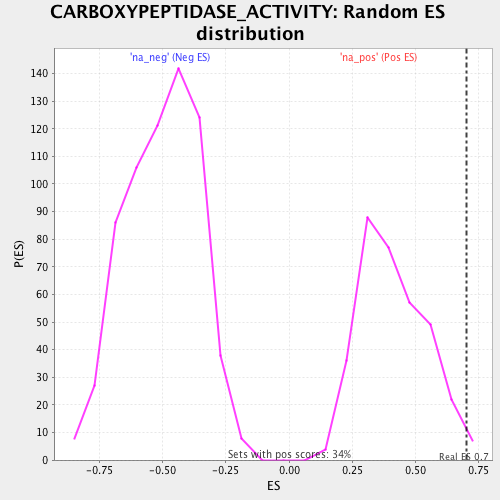 CARBOXYPEPTIDASE_ACTIVITY: Random ES
distribution
'na_neg' (Neg ES)
'na_pos' (Pos ES)
140
130
120
110
100
90
80
70
60
50
40
30
20
10
0
P(ES)
Sets with pos scores: 34%
Real ES 0.7
-0.75
-0.50
-0.25
0.00
0.25
0.50
0.75
ES